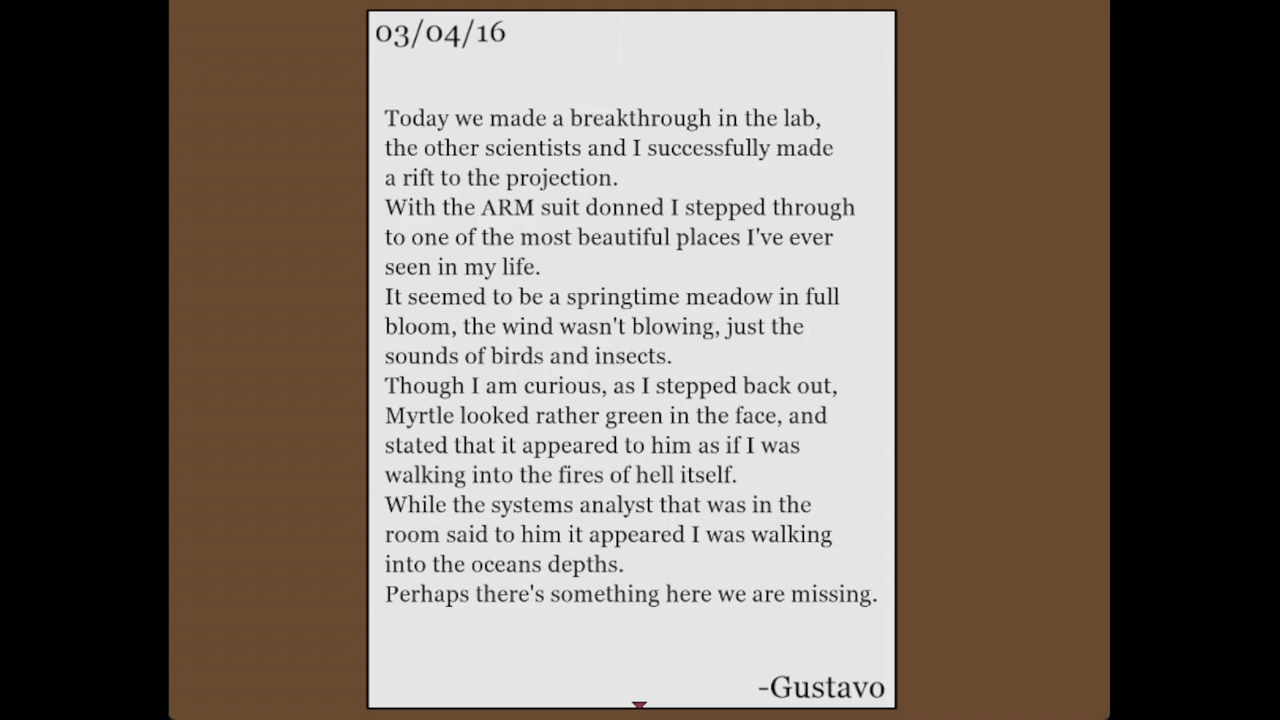 03/04/16
Today we made a breakthrough in the lab,
the other scientists and I successfully made
a rift to the projection.
With the ARM suit donned I stepped through
to one of the most beautiful places I've ever
seen in my life.
It seemed to be a springtime meadow in full
bloom, the wind wasn't blowing, just the
sounds of birds and insects.
Though I am curious, as I stepped back out,
Myrtle looked rather green in the face, and
stated that it appeared to him as if I was
walking into the fires of hell itself.
While the systems analyst that was in the
room said to him it appeared I was walking
into the oceans depths.
Perhaps there's something here we are missing.
-Gustavo